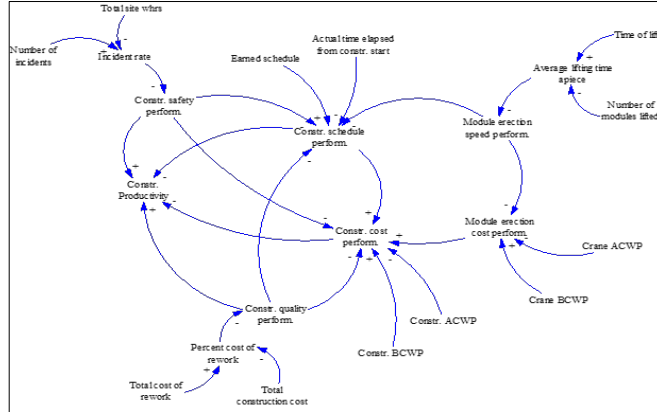 Total site whrs
Number of
incidents
Incident rate
Actual time elapsed
from constr. start
Earned schedule
Time of lift
Average lifting time
apiece
Constr. safety
perform.
Number of
modules lifted
Constr. schedule
perform.
Module erection
speed perform.
Constr.
Productivity
Constr. cost
perform.
Module erection
cost perform.
Crane ACWP
Crane BCWP
Constr. quality
perform.
Constr. ACWP
Constr. BCWP
Percent cost of
rework
Total cost of
rework
Total
construction cost